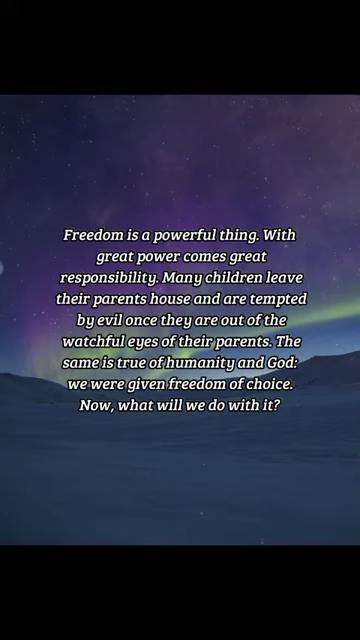 Freedom is a powerful thing. With
great power comes great
responsibility. Many children leave
their parents house and are tempted
by evil once they are out of the
watchful eyes of their parents. The
same is true of humanity and God:
we were given freedom of choice.
Now, what will we do with it?